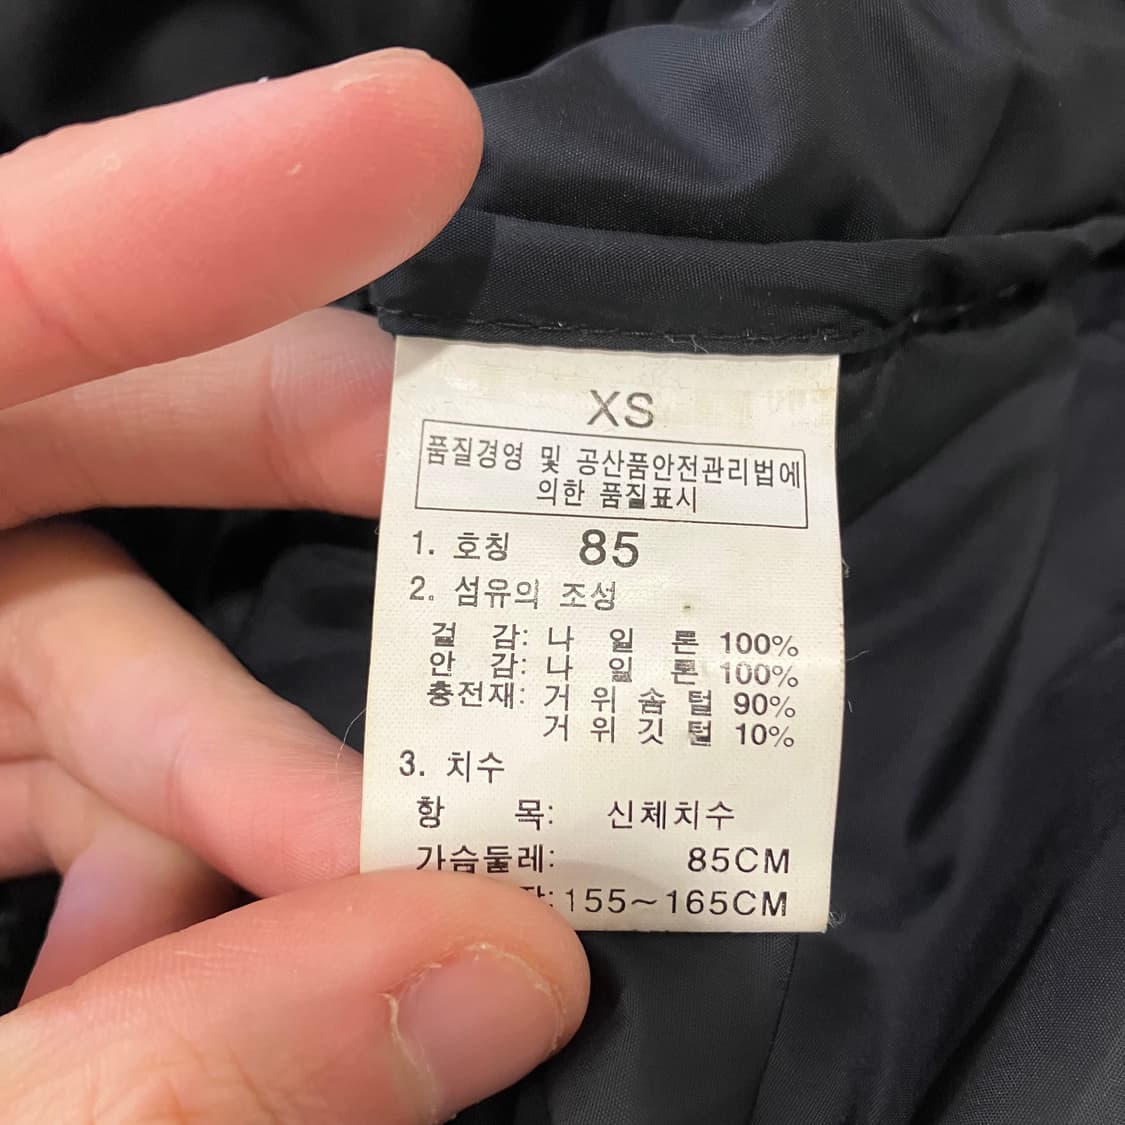 XS
품질경영 및 공산품안전관리법에
의한 품질표시
1. 호칭 85
2. 섬유의 조성
겉 감: 나 일 론 100%
안 감: 나 일 론 100%
충전재: 거 위 솜 털 90%
거 위 깃 털 10%
3. 치수
항 목: 신체치수
가슴둘레: 85CM
155~165CM